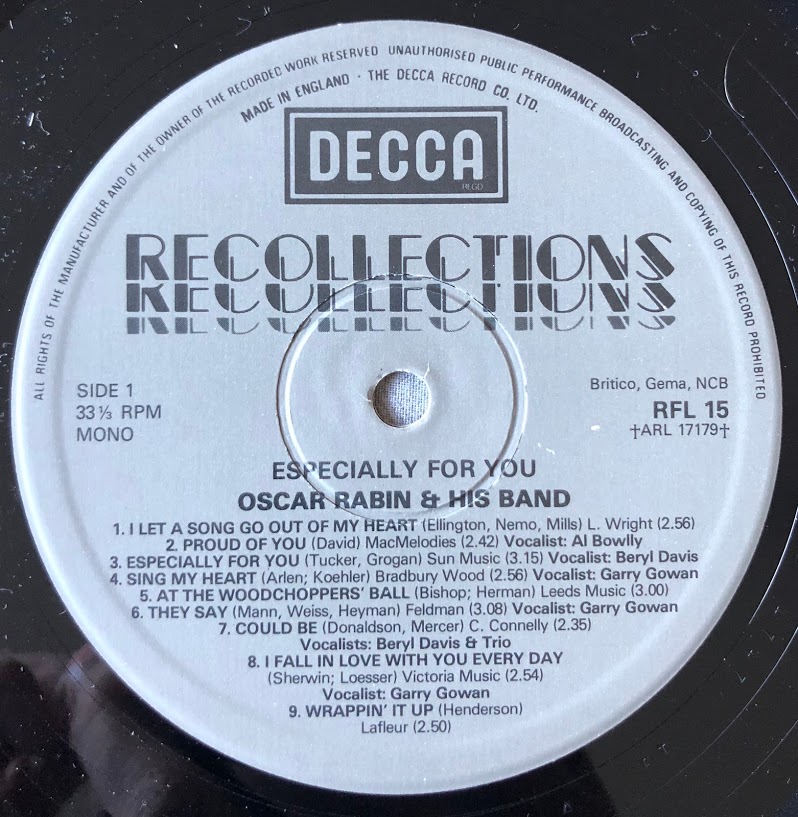 ALL RIGHTS OF THE MANUFACTURER AND OF THE OWNER OF THE RECORDED WORK RESERVED UNAUTHORISED PUBLIC PERFORMANCE BROADCASTING AND COPYING OF THIS RECORD PROHIBITED
MADE IN ENGLAND · THE DECCA RECORD CO. LTD.
DECCA
REGD
RECOLLECTIONS
RECOLLECTIONS
RECOLLECTIONS
SIDE 1
33⅓ RPM
MONO
Britico, Gema, NCB
RFL 15
†ARL 17179†
ESPECIALLY FOR YOU
OSCAR RABIN & HIS BAND
1. I LET A SONG GO OUT OF MY HEART (Ellington, Nemo, Mills) L. Wright (2.56)
2. PROUD OF YOU (David) MacMelodies (2.42) Vocalist: Al Bowlly
3. ESPECIALLY FOR YOU (Tucker, Grogan) Sun Music (3.15) Vocalist: Beryl Davis
4. SING MY HEART (Arlen; Koehler) Bradbury Wood (2.56) Vocalist: Garry Gowan
5. AT THE WOODCHOPPERS' BALL (Bishop; Herman) Leeds Music (3.00)
6. THEY SAY (Mann, Weiss, Heyman) Feldman (3.08) Vocalist: Garry Gowan
7. COULD BE (Donaldson, Mercer) C. Connelly (2.35)
Vocalists: Beryl Davis & Trio
8. I FALL IN LOVE WITH YOU EVERY DAY
(Sherwin; Loesser) Victoria Music (2.54)
Vocalist: Garry Gowan
9. WRAPPIN' IT UP (Henderson)
Lafleur (2.50)